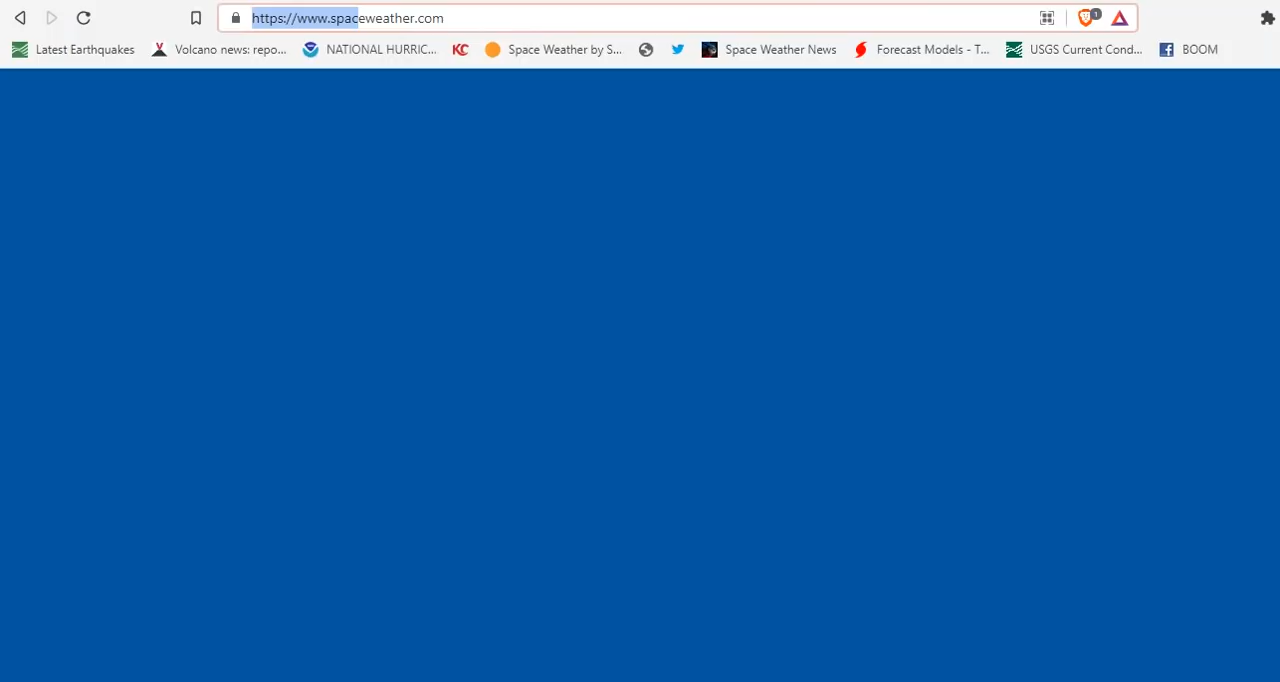 https://www.spaceweather.com
1
Latest Earthquakes Volcano news: repo... NATIONAL HURRIC... KC Space Weather by S... Space Weather News Forecast Models - T... USGS Current Cond... BOOM